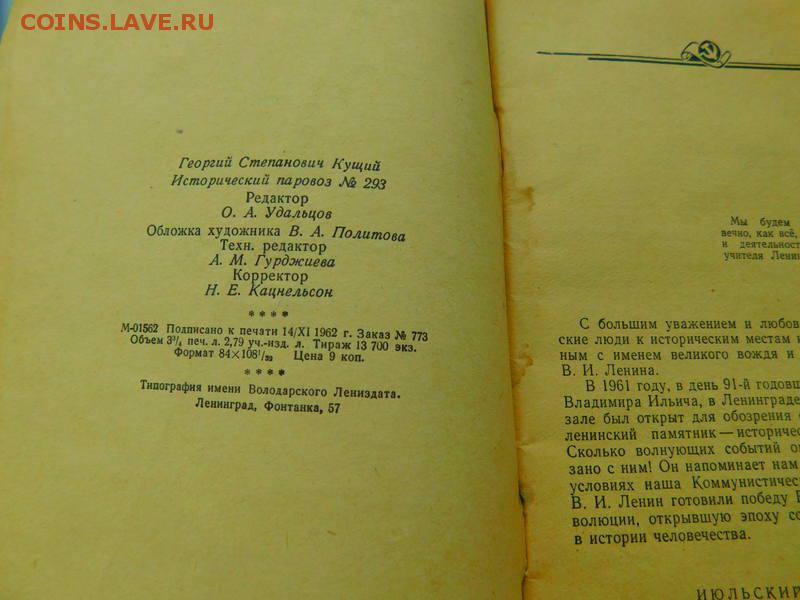 COINS.LAVE.RU
Георгий Степанович Кущий
Исторический паровоз № 293
Редактор
О. А. Удальцов
Обложка художника В. А. Политова
Техн. редактор
А. М. Гурджиева
Корректор
Н. Е. Кацнельсон
* * * *
М-01562 Подписано к печати 14/XI 1962 г. Заказ № 773
Объем 3³/₄ печ. л. 2,79 уч.-изд. л. Тираж 13 700 экз.
Формат 84×108¹/₃₂ Цена 9 коп.
* * * *
Типография имени Володарского Лениздата.
Ленинград, Фонтанка, 57
Мы будем
вечно, как всё,
и деятельност
учителя Ленин
С большим уважением и любов
ские люди к историческим местам и
ным с именем великого вождя и
В. И. Ленина.
В 1961 году, в день 91-й годовщ
Владимира Ильича, в Ленинграде
зале был открыт для обозрения
ленинский памятник — историчес
Сколько волнующих событий
зано с ним! Он напоминает нам
условиях наша Коммунистичес
В. И. Ленин готовили победу
волюции, открывшую эпоху со
в истории человечества.
ИЮЛЬСКИЕ